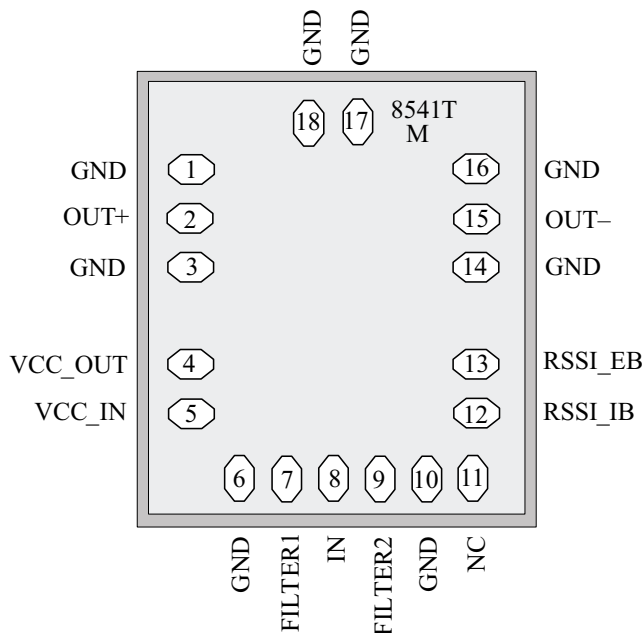 GND GND
18 17 8541T
M
GND 1 16 GND
OUT+ 2 15 OUT–
GND 3 14 GND
VCC_OUT 4 13 RSSI_EB
VCC_IN 5 12 RSSI_IB
6 7 8 9 10 11
GND FILTER1 IN FILTER2 GND NC